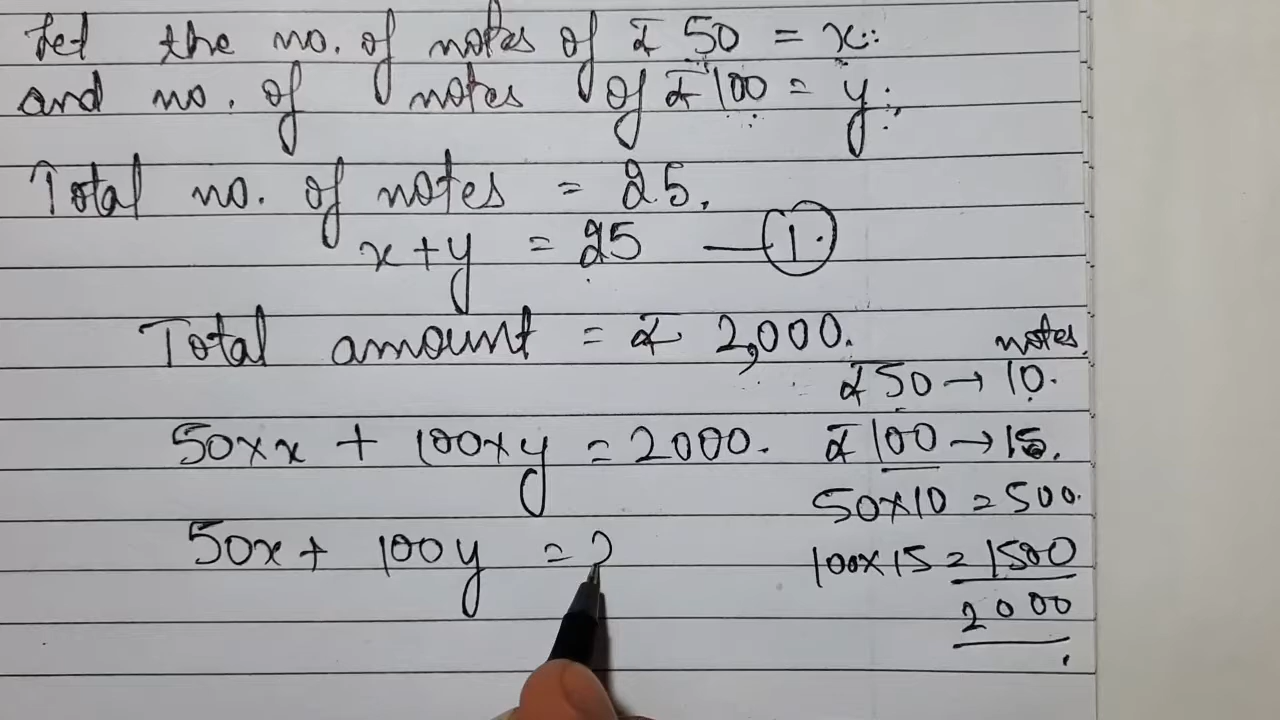 Let the no. of notes of ₹ 50 = x
and no. of notes of ₹ 100 = y
Total no. of notes = 25.
x + y = 25 — 1
Total amount = ₹ 2,000.
notes
₹ 50 → 10.
50 × x + 100 × y = 2000.
₹ 100 → 15.
50 × 10 = 500
50x + 100y = 2
100 × 15 = 1500
2000